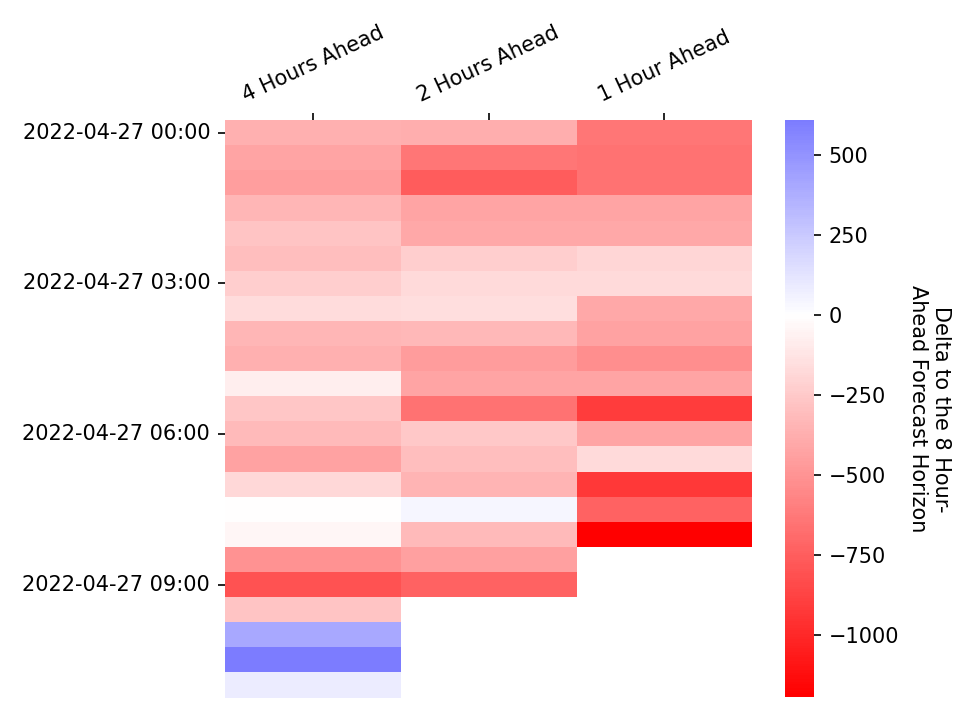 4 Hours Ahead
2 Hours Ahead
1 Hour Ahead
2022-04-27 00:00
2022-04-27 03:00
2022-04-27 06:00
2022-04-27 09:00
500
250
0
−250
−500
−750
−1000
Delta to the 8 Hour-
Ahead Forecast Horizon